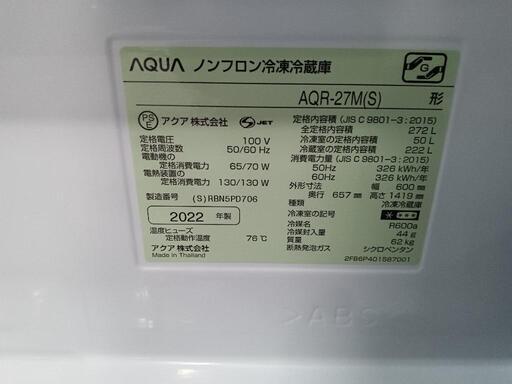 AQUA ノンフロン冷凍冷蔵庫
G
AQR-27M(S) 形
PS E アクア株式会社 S JET
定格電圧 100 V
定格周波数 50/60 Hz
電動機の
定格消費電力 65/70 W
電熱装置の
定格消費電力 130/130 W
製造番号 (S)RBN5PD706
2022 年製
温度ヒューズ
定格動作温度 76℃
アクア 株式会社
Made in Thailand
定格内容積 (JIS C 9801-3:2015)
全定格内容積 272 L
冷凍室の定格内容積 50 L
冷蔵室の定格内容積 222 L
消費電力量 (JIS C 9801-3:2015)
50Hz 326 kWh/年
60Hz 326 kWh/年
外形寸法 幅 600 mm
奥行 657 mm 高さ 1419 mm
種類 冷凍冷蔵庫
冷凍室の記号 * ***
冷媒名 R600a
冷媒封入量 44 g
質量 62 kg
断熱発泡ガス シクロペンタン
2FB6P401587001
>ABS<